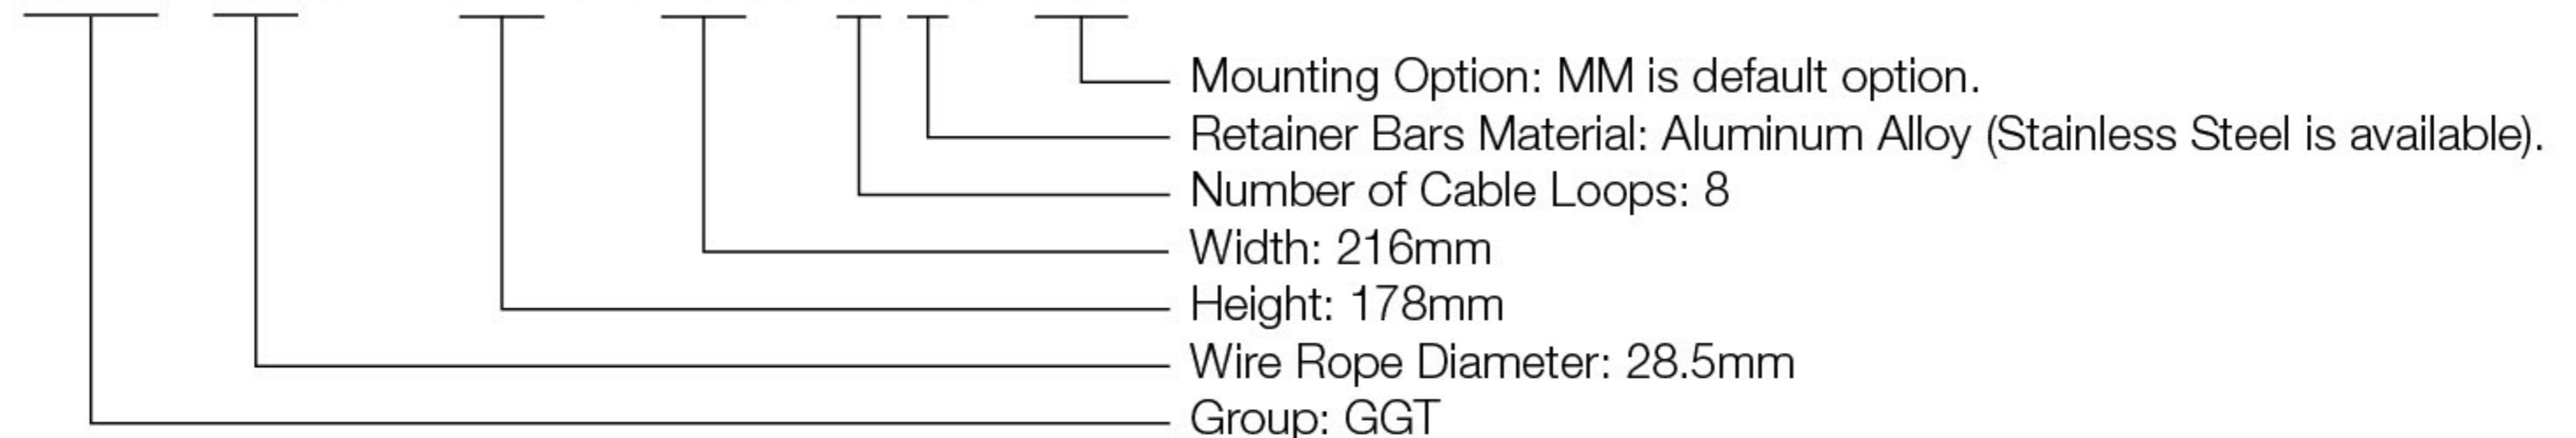 Mounting Option: MM is default option.
Retainer Bars Material: Aluminum Alloy (Stainless Steel is available).
Number of Cable Loops: 8
Width: 216mm
Height: 178mm
Wire Rope Diameter: 28.5mm
Group: GGT